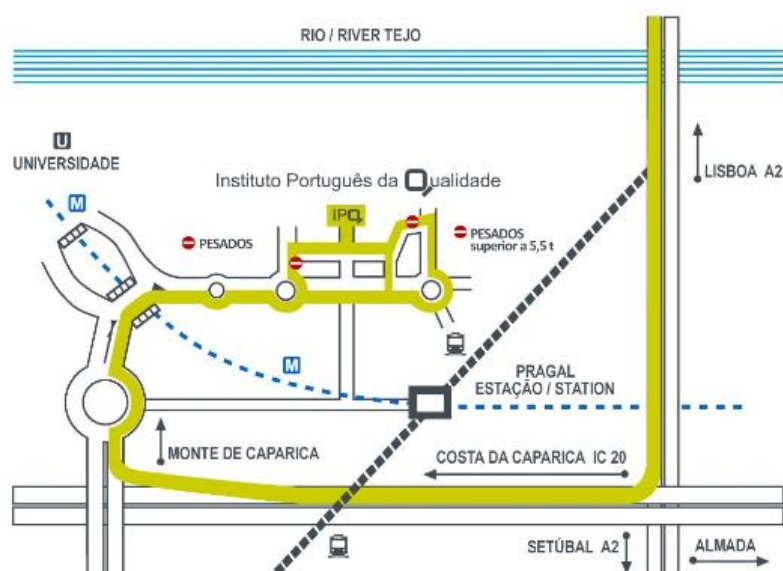 RIO / RIVER TEJO
U
UNIVERSIDADE
M
LISBOA A2
Instituto Português da Qualidade
IPQ
PESADOS
PESADOS
superior a 5,5 t
M
PRAGAL
ESTAÇÃO / STATION
MONTE DE CAPARICA
COSTA DA CAPARICA IC 20
SETÚBAL A2
ALMADA